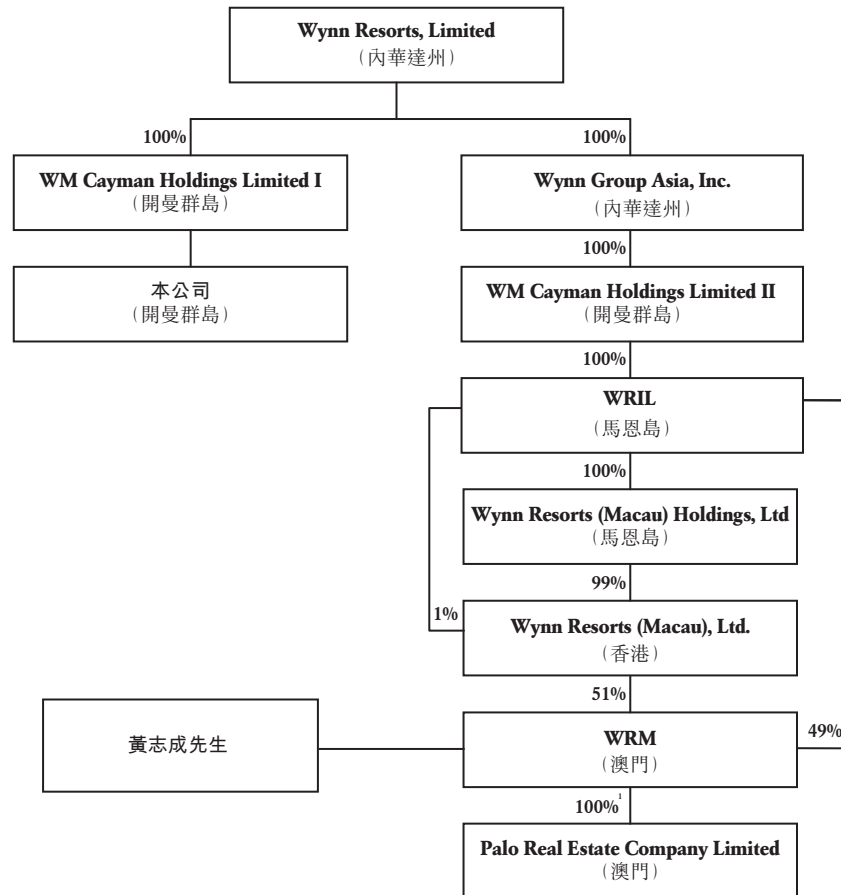 Wynn Resorts, Limited
（內華達州）
100%
100%
WM Cayman Holdings Limited I
（開曼群島）
Wynn Group Asia, Inc.
（內華達州）
100%
本公司
（開曼群島）
WM Cayman Holdings Limited II
（開曼群島）
100%
WRIL
（馬恩島）
100%
Wynn Resorts (Macau) Holdings, Ltd
（馬恩島）
99%
1%
Wynn Resorts (Macau), Ltd.
（香港）
51%
黃志成先生
WRM
（澳門）
49%
100%¹
Palo Real Estate Company Limited
（澳門）